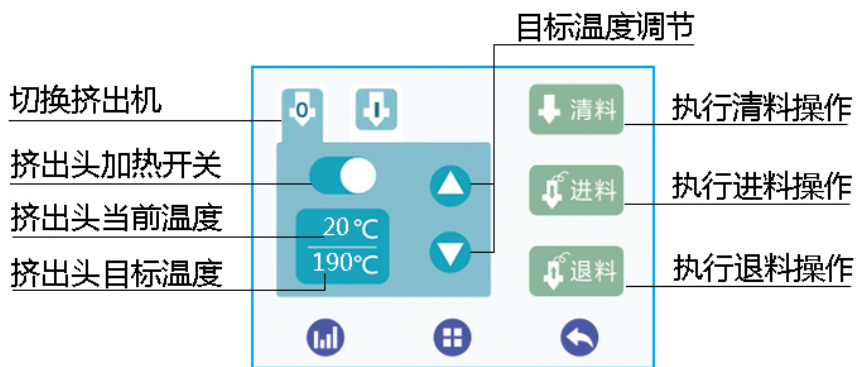 目标温度调节
切换挤出机
0
I
清料
执行清料操作
挤出头加热开关
进料
执行进料操作
挤出头当前温度
20℃
挤出头目标温度
190℃
退料
执行退料操作